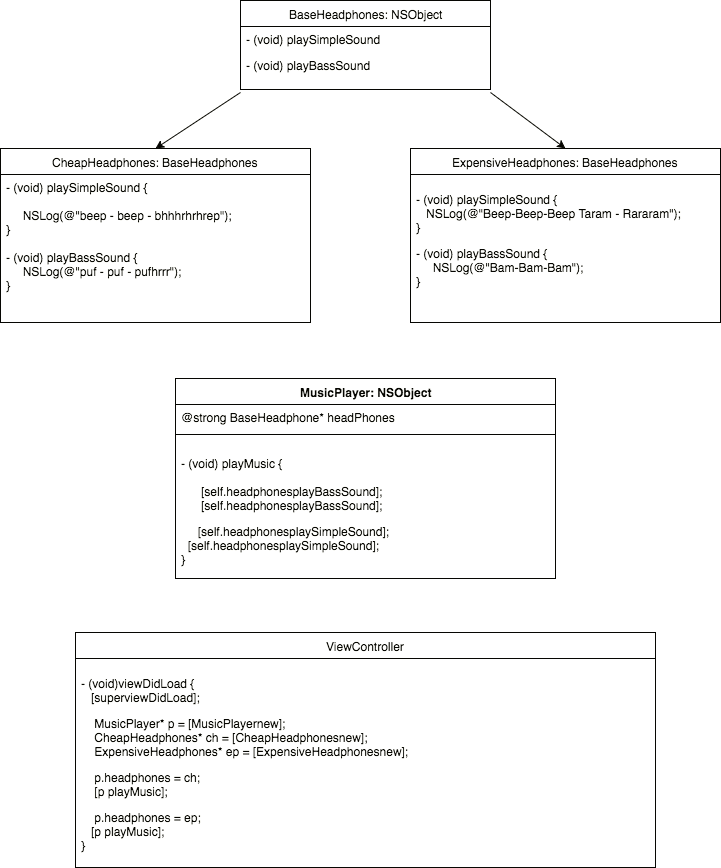 BaseHeadphones: NSObject
- (void) playSimpleSound
- (void) playBassSound
CheapHeadphones: BaseHeadphones
- (void) playSimpleSound {
NSLog(@"beep - beep - bhhhrhrhrep");
}
- (void) playBassSound {
NSLog(@"puf - puf - pufhrrr");
}
ExpensiveHeadphones: BaseHeadphones
- (void) playSimpleSound {
NSLog(@"Beep-Beep-Beep Taram - Rararam");
}
- (void) playBassSound {
NSLog(@"Bam-Bam-Bam");
}
MusicPlayer: NSObject
@strong BaseHeadphone* headPhones
- (void) playMusic {
[self.headphonesplayBassSound];
[self.headphonesplayBassSound];
[self.headphonesplaySimpleSound];
[self.headphonesplaySimpleSound];
}
ViewController
- (void)viewDidLoad {
[superviewDidLoad];
MusicPlayer* p = [MusicPlayernew];
CheapHeadphones* ch = [CheapHeadphonesnew];
ExpensiveHeadphones* ep = [ExpensiveHeadphonesnew];
p.headphones = ch;
[p playMusic];
p.headphones = ep;
[p playMusic];
}